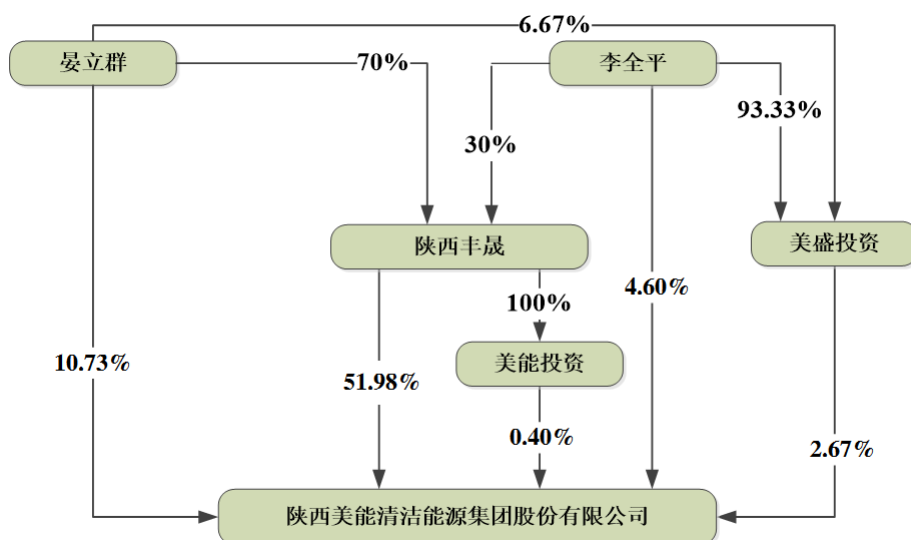 6.67%
晏立群
70%
李全平
93.33%
30%
陕西丰晟
美盛投资
4.60%
100%
10.73%
51.98%
美能投资
0.40%
2.67%
陕西美能清洁能源集团股份有限公司